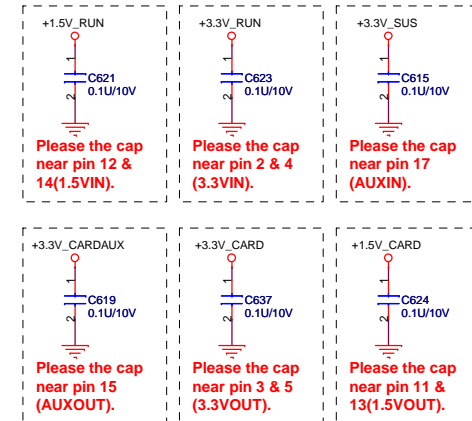 +1.5V_RUN
1
C621
0.1U/10V
2
Please the cap
near pin 12 &
14(1.5VIN).
+3.3V_RUN
1
C623
0.1U/10V
2
Please the cap
near pin 2 & 4
(3.3VIN).
+3.3V_SUS
1
C615
0.1U/10V
2
Please the cap
near pin 17
(AUXIN).
+3.3V_CARDAUX
1
C619
0.1U/10V
2
Please the cap
near pin 15
(AUXOUT).
+3.3V_CARD
1
C637
0.1U/10V
2
Please the cap
near pin 3 & 5
(3.3VOUT).
+1.5V_CARD
1
C624
0.1U/10V
2
Please the cap
near pin 11 &
13(1.5VOUT).